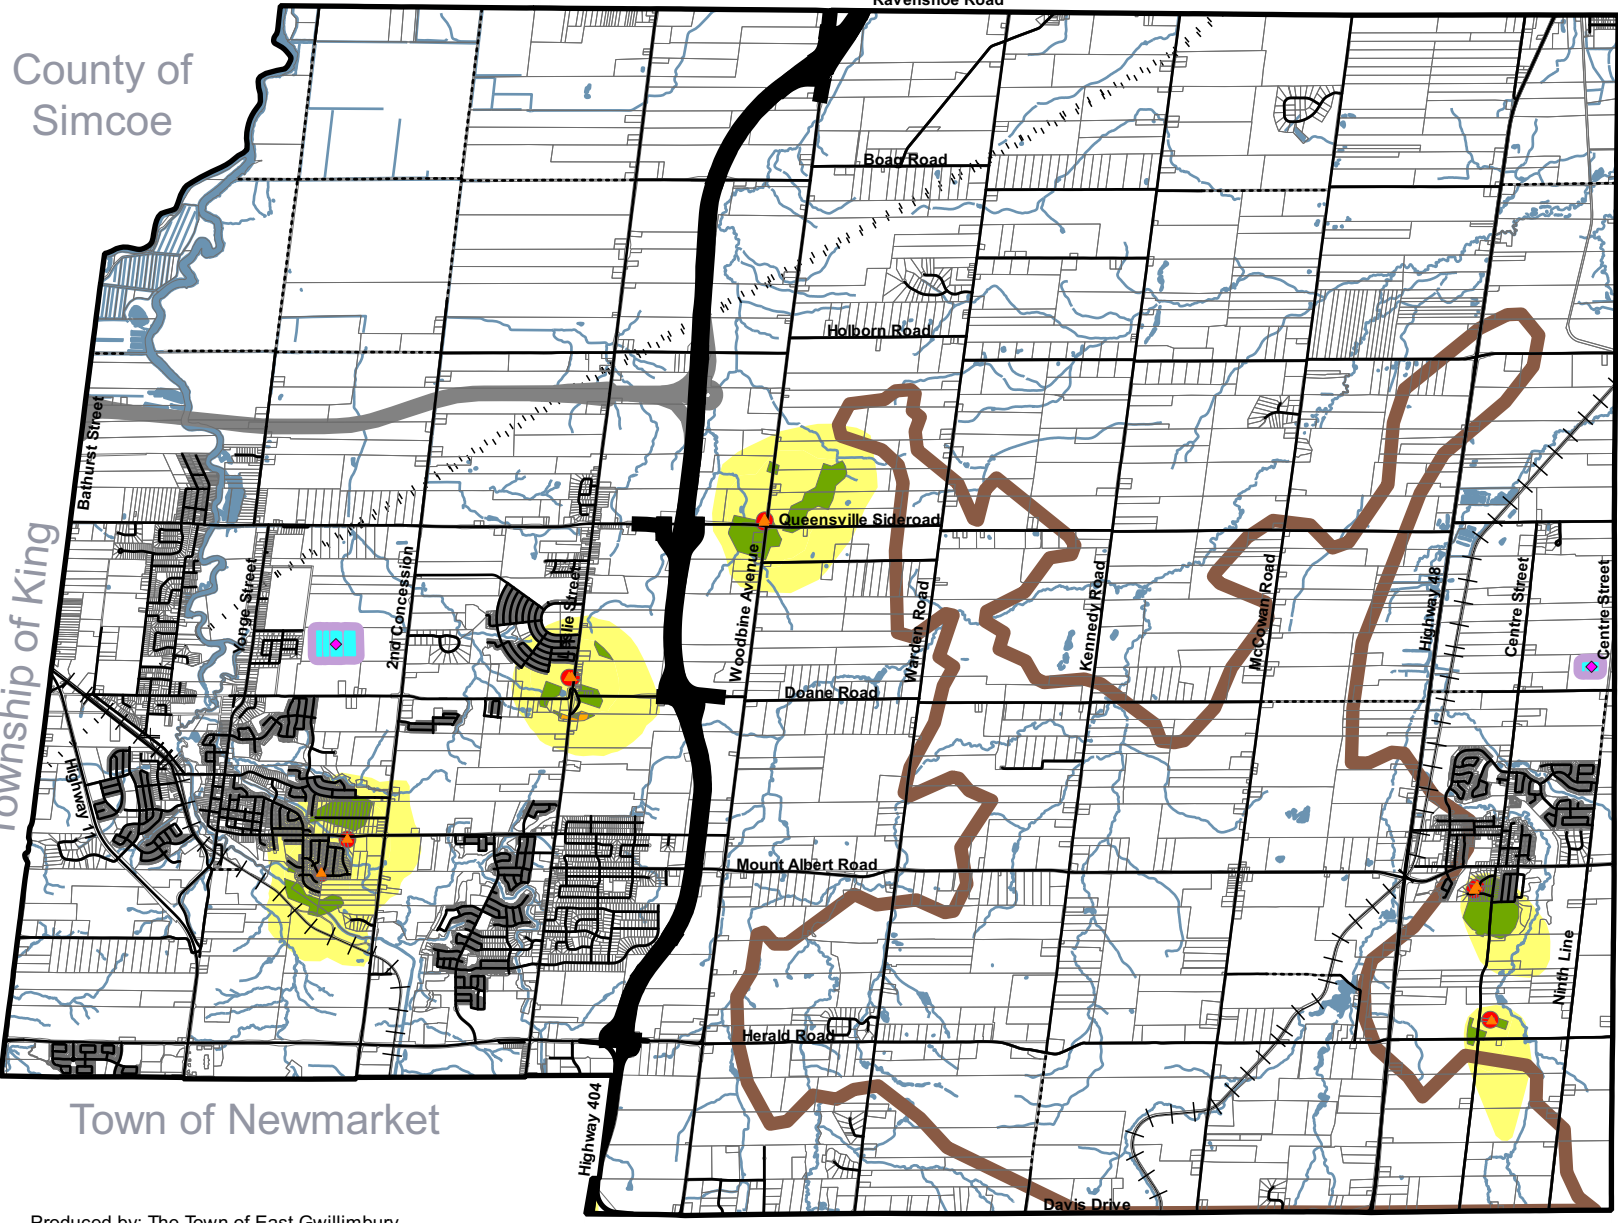 Ravenshoe Road
County of
Simcoe
Boag Road
Holborn Road
Bathurst Street
Queensville Sideroad
Township of King
Yonge Street
2nd Concession
Leslie Street
Woodbine Avenue
Warden Road
Kennedy Road
McCowan Road
Highway 48
Centre Street
Centre Street
Doane Road
Highway
Mount Albert Road
Ninth Line
Herald Road
Town of Newmarket
Highway 404
Davis Drive
Produced by: The Town of East Gwillimbury